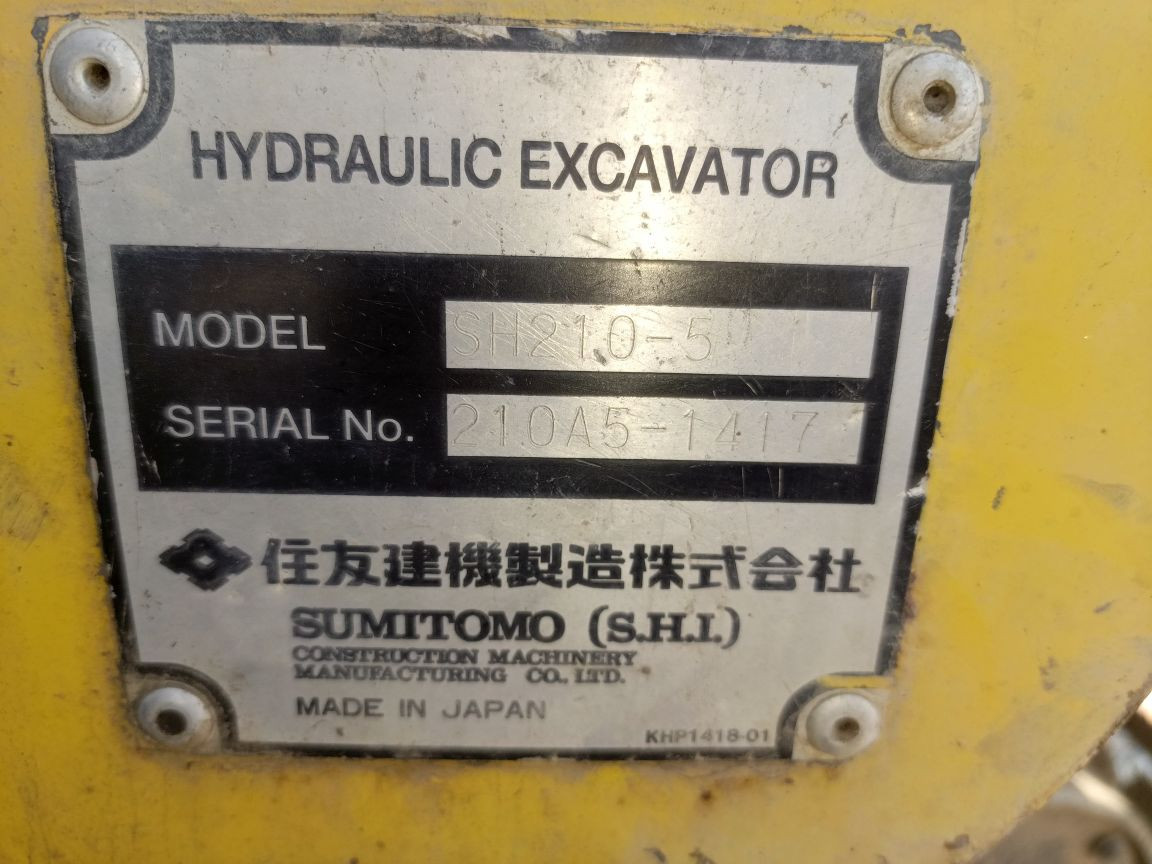 HYDRAULIC EXCAVATOR
MODEL SH210-5
SERIAL No. 210A5-1417
住友建機製造株式会社
SUMITOMO (S.H.I.)
CONSTRUCTION MACHINERY
MANUFACTURING CO., LTD.
MADE IN JAPAN
KHP1418-01